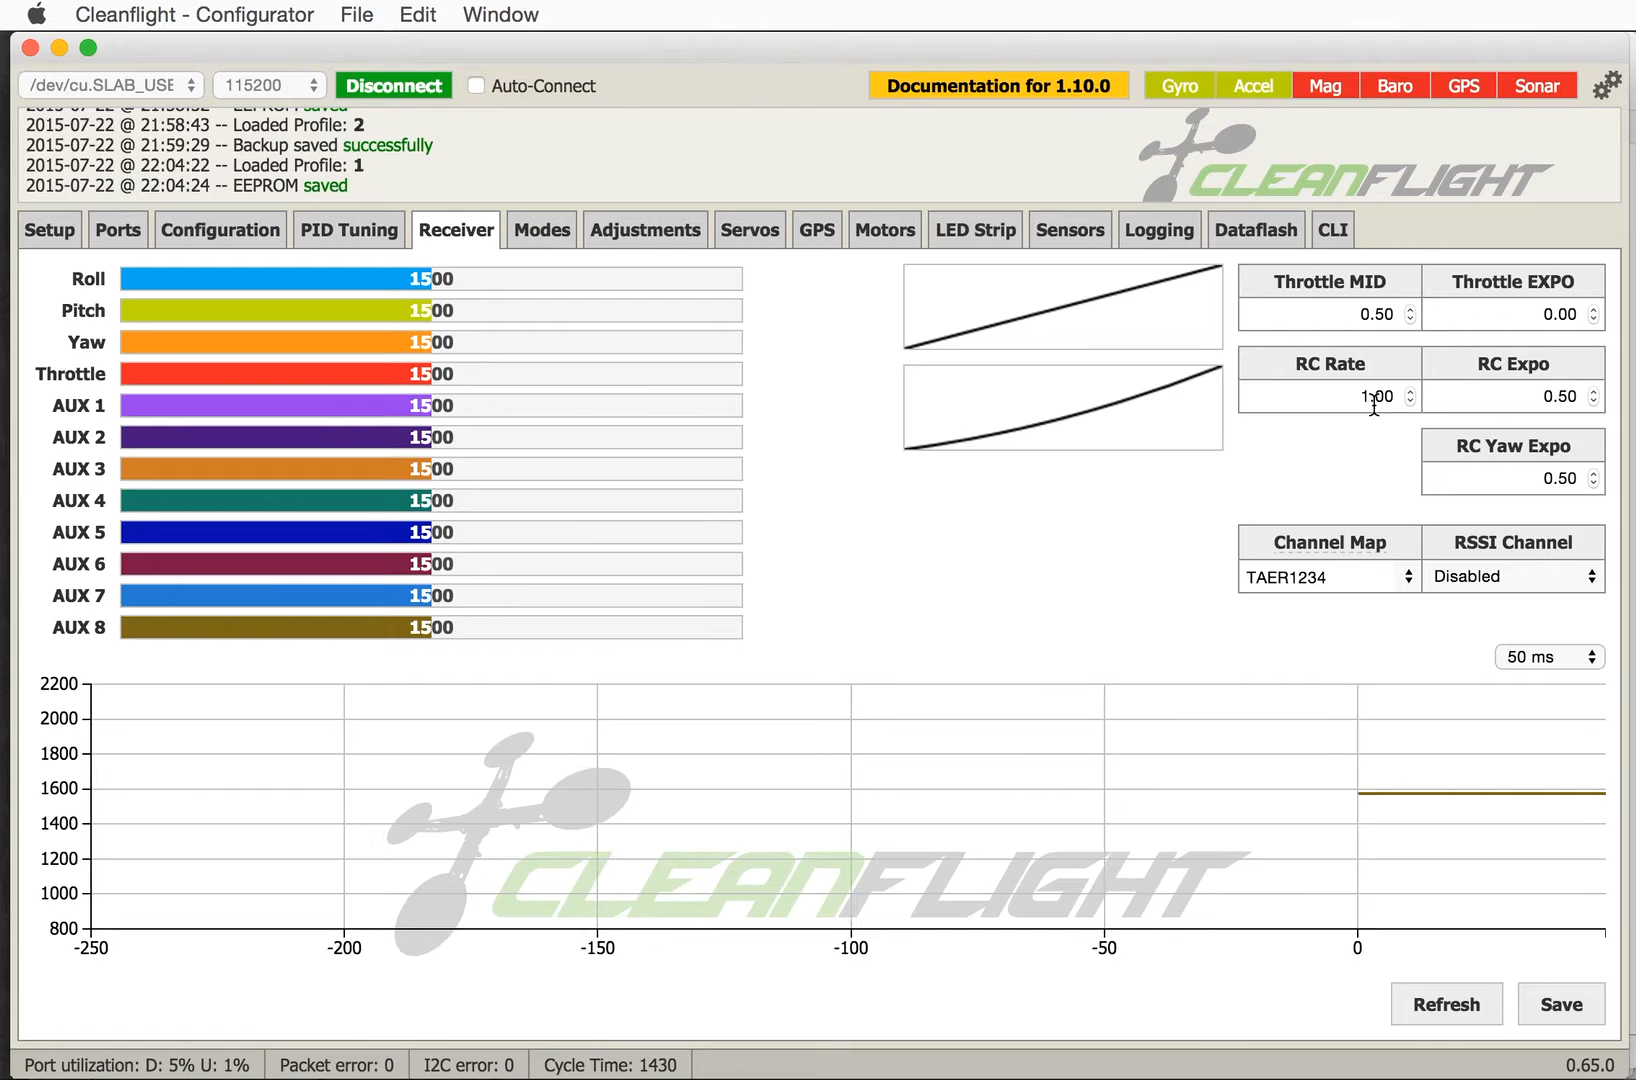 Cleanflight - Configurator File Edit Window
/dev/cu.SLAB_USE 115200 Disconnect Auto-Connect Documentation for 1.10.0 Gyro Accel Mag Baro GPS Sonar
2015-07-22 @ 21:58:43 -- Loaded Profile: 2
2015-07-22 @ 21:59:29 -- Backup saved successfully
2015-07-22 @ 22:04:22 -- Loaded Profile: 1
2015-07-22 @ 22:04:24 -- EEPROM saved
CLEANFLIGHT
Setup Ports Configuration PID Tuning Receiver Modes Adjustments Servos GPS Motors LED Strip Sensors Logging Dataflash CLI
Roll 1500
Pitch 1500
Yaw 1500
Throttle 1500
AUX 1 1500
AUX 2 1500
AUX 3 1500
AUX 4 1500
AUX 5 1500
AUX 6 1500
AUX 7 1500
AUX 8 1500
Throttle MID Throttle EXPO
0.50 0.00
RC Rate RC Expo
1.00 0.50
RC Yaw Expo
0.50
Channel Map RSSI Channel
TAER1234 Disabled
50 ms
2200
2000
1800
1600
1400
1200
1000
800
-250 -200 -150 -100 -50 0
CLEANFLIGHT
Refresh Save
Port utilization: D: 5% U: 1% Packet error: 0 I2C error: 0 Cycle Time: 1430 0.65.0